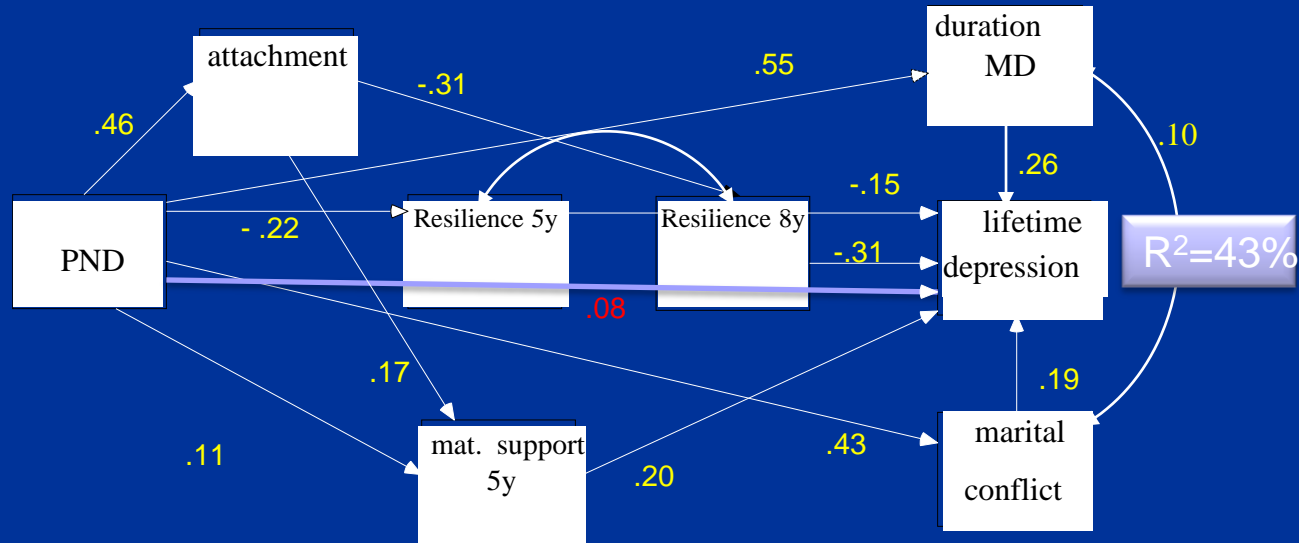 duration
MD
attachment
.55
-.31
.46
.10
.26
-.15
Resilience 5y
Resilience 8y
lifetime
depression
- .22
PND
-.31
R²=43%
.08
.17
.19
mat. support
5y
.43
marital
conflict
.11
.20